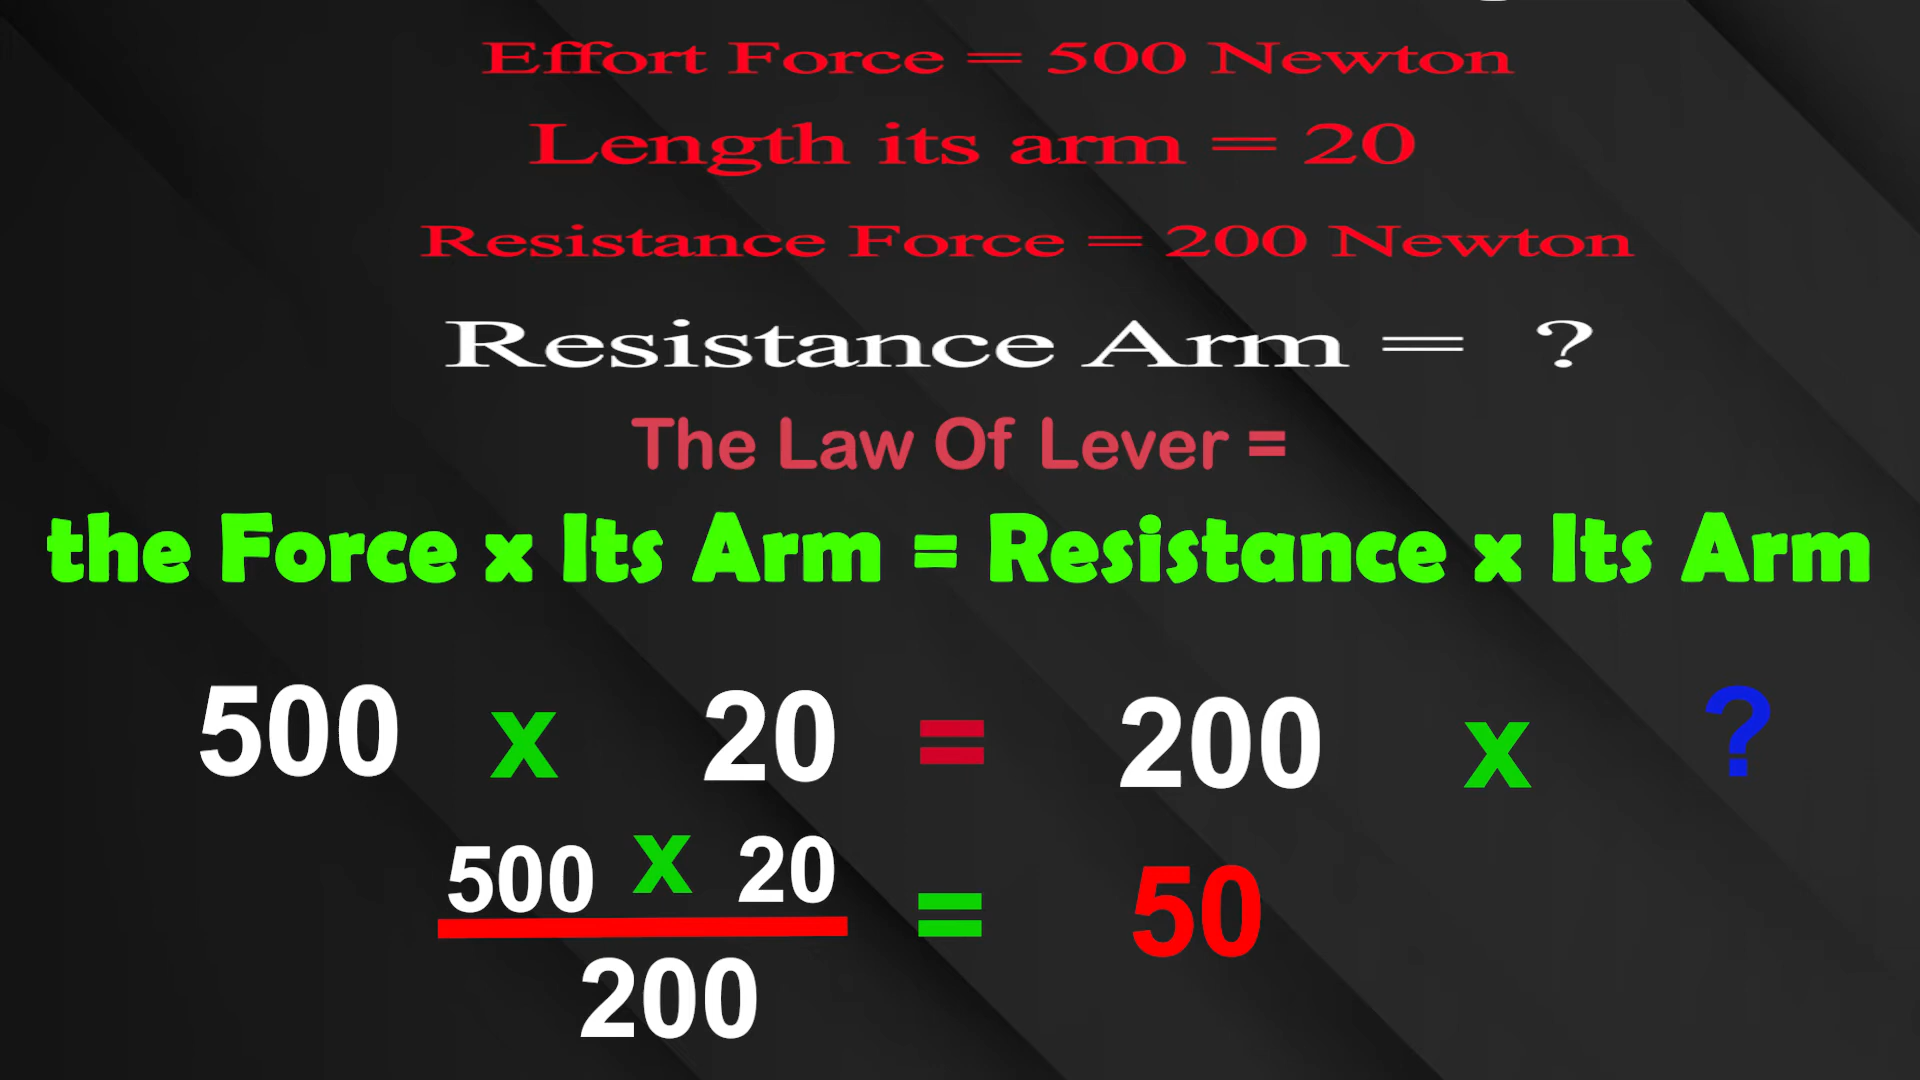 Effort Force = 500 Newton
Length its arm = 20
Resistance Force = 200 Newton
Resistance Arm = ?
The Law Of Lever =
the Force x Its Arm = Resistance x Its Arm
500 x 20 = 200 x ?
500 x 20 = 50
200